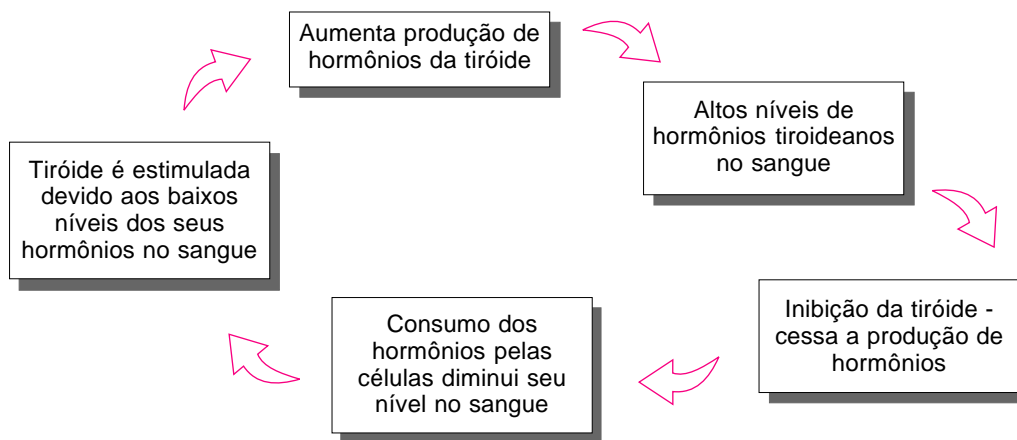 Aumenta produção de
hormônios da tiróide
Altos níveis de
hormônios tiroideanos
no sangue
Inibição da tiróide -
cessa a produção de
hormônios
Consumo dos
hormônios pelas
células diminui seu
nível no sangue
Tiróide é estimulada
devido aos baixos
níveis dos seus
hormônios no sangue